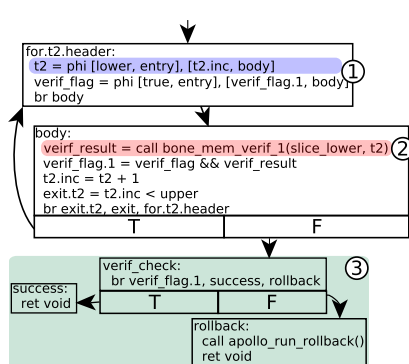 for.t2.header:
t2 = phi [lower, entry], [t2.inc, body]
verif_flag = phi [true, entry], [verif_flag.1, body]
br body
1
body:
veirf_result = call bone_mem_verif_1(slice_lower, t2)
2
verif_flag.1 = verif_flag && verif_result
t2.inc = t2 + 1
exit.t2 = t2.inc < upper
br exit.t2, exit, for.t2.header
T F
verif_check:
3
br verif_flag.1, success, rollback
T F
success:
ret void
rollback:
call apollo_run_rollback()
ret void